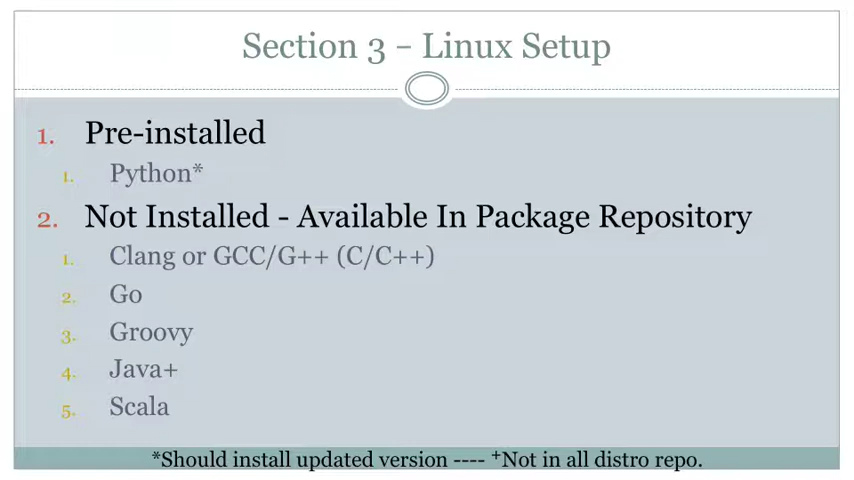 Section 3 – Linux Setup
1. Pre-installed
1. Python*
2. Not Installed - Available In Package Repository
1. Clang or GCC/G++ (C/C++)
2. Go
3. Groovy
4. Java+
5. Scala
*Should install updated version ---- +Not in all distro repo.